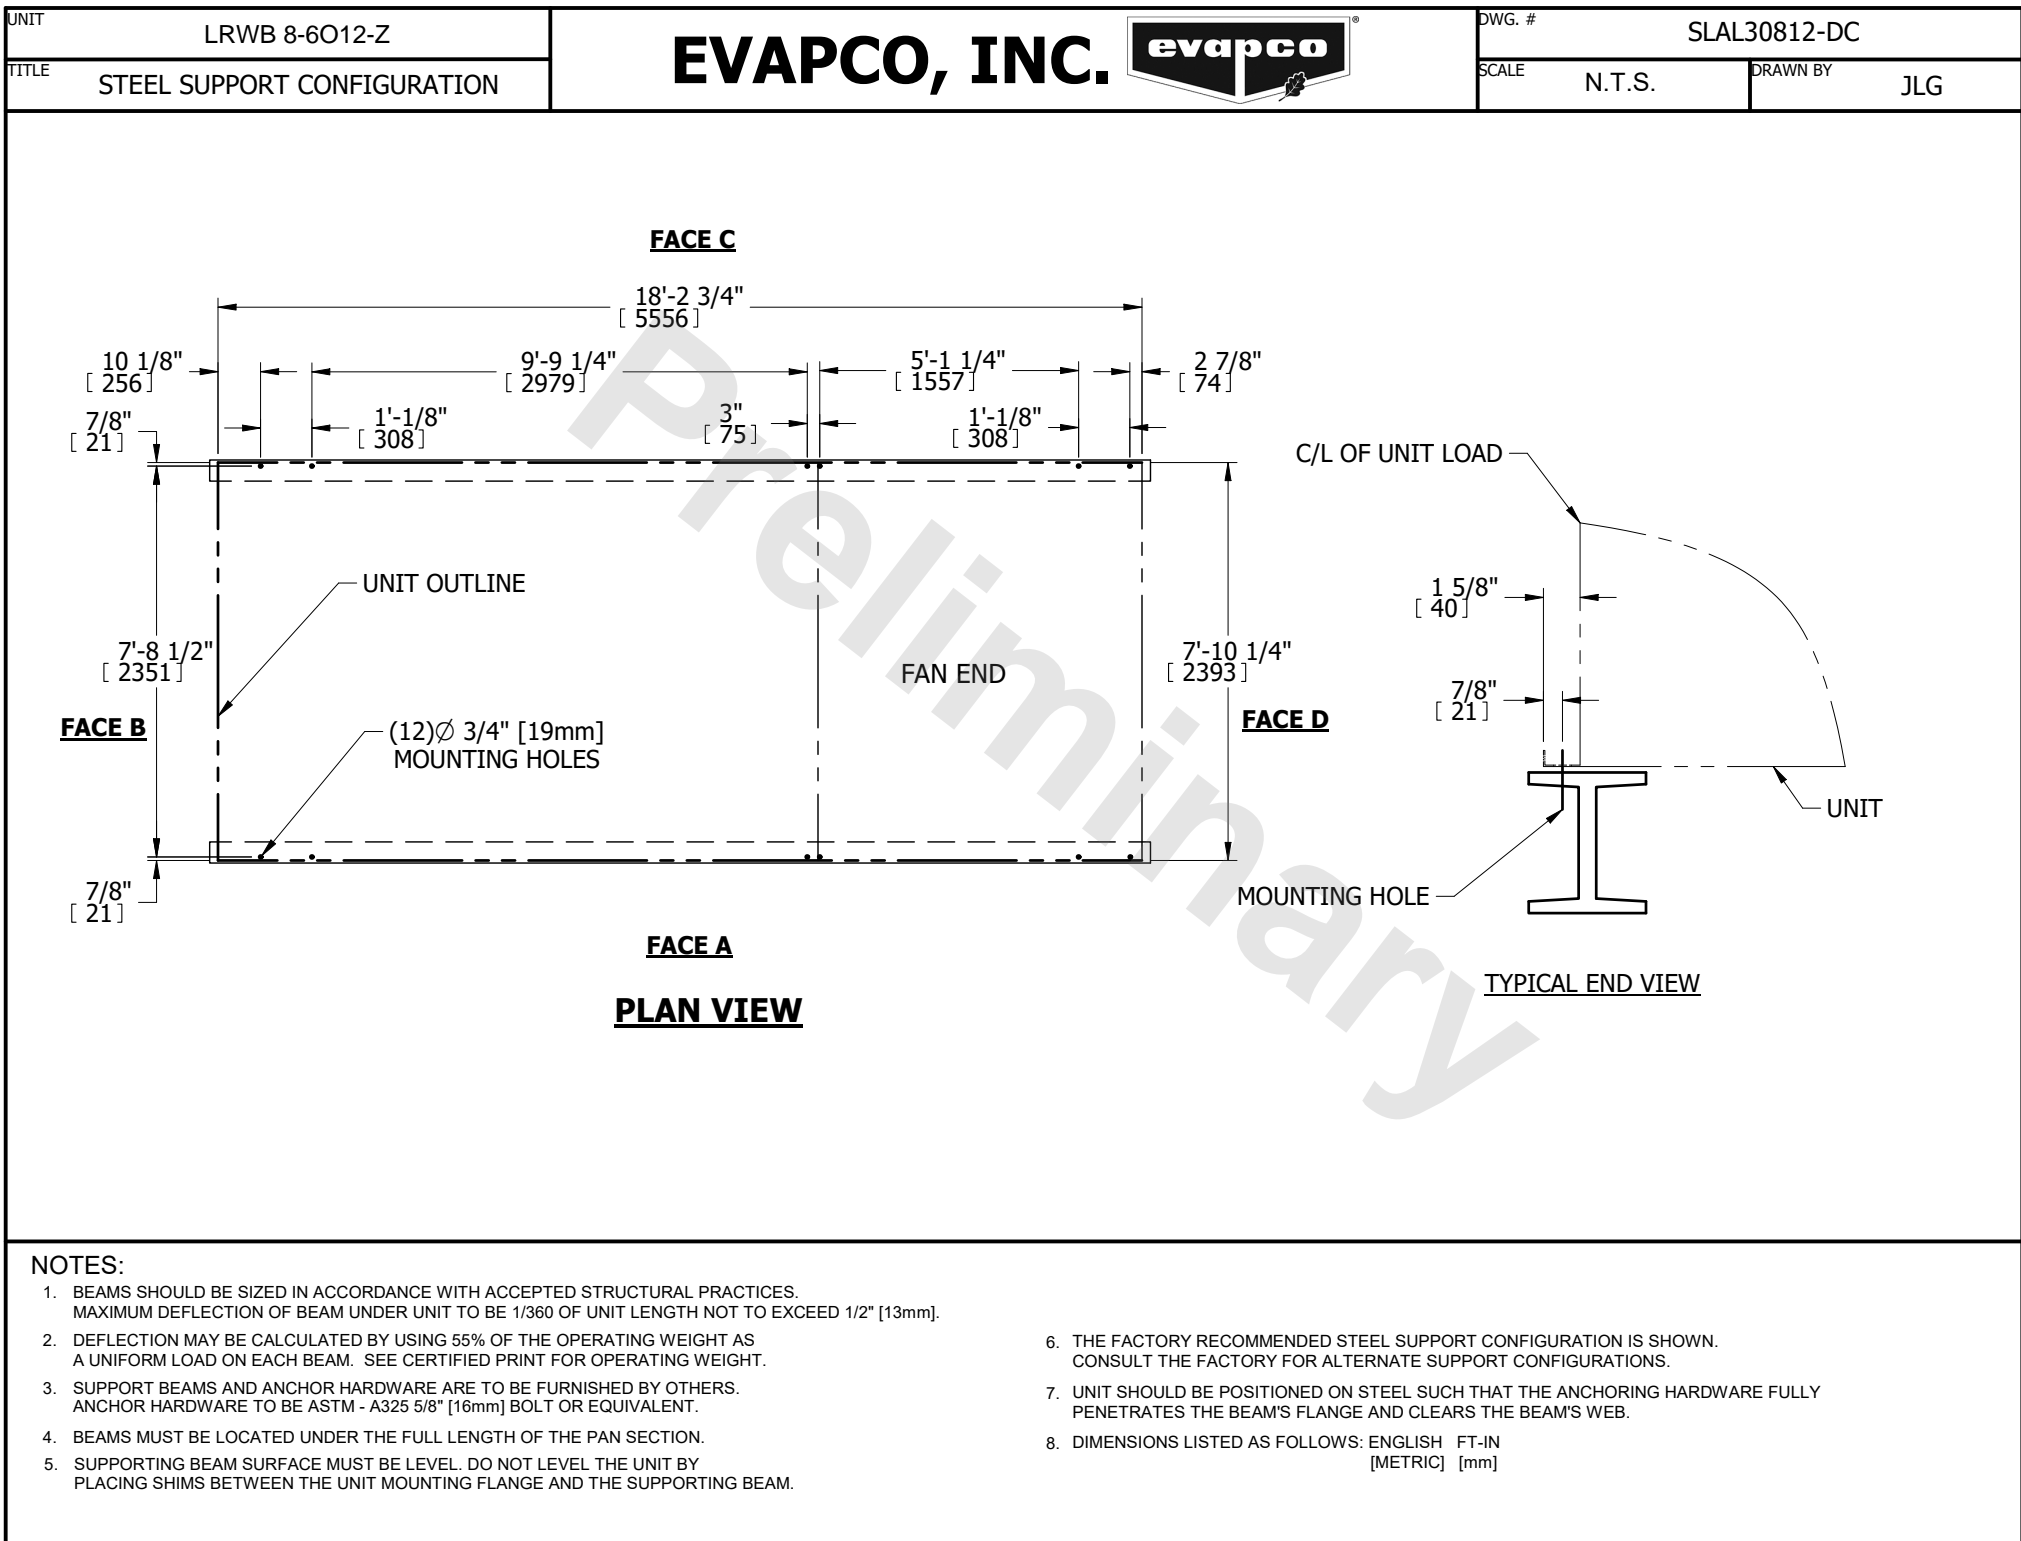 UNIT
LRWB 8-6O12-Z
TITLE
STEEL SUPPORT CONFIGURATION
EVAPCO, INC.
evapco
®
DWG. #
SLAL30812-DC
SCALE
N.T.S.
DRAWN BY
JLG
FACE C
18'-2 3/4"
[ 5556]
10 1/8"
[ 256]
9'-9 1/4"
[ 2979]
5'-1 1/4"
[ 1557]
2 7/8"
[ 74]
7/8"
[ 21]
1'-1/8"
[ 308]
3"
[ 75]
1'-1/8"
[ 308]
C/L OF UNIT LOAD
UNIT OUTLINE
1 5/8"
[ 40]
7'-8 1/2"
[ 2351]
FAN END
7'-10 1/4"
[ 2393]
7/8"
[ 21]
FACE B
FACE D
(12)∅ 3/4" [19mm]
MOUNTING HOLES
UNIT
7/8"
[ 21]
MOUNTING HOLE
FACE A
TYPICAL END VIEW
PLAN VIEW
Preliminary
NOTES:
1. BEAMS SHOULD BE SIZED IN ACCORDANCE WITH ACCEPTED STRUCTURAL PRACTICES.
MAXIMUM DEFLECTION OF BEAM UNDER UNIT TO BE 1/360 OF UNIT LENGTH NOT TO EXCEED 1/2" [13mm].
2. DEFLECTION MAY BE CALCULATED BY USING 55% OF THE OPERATING WEIGHT AS
A UNIFORM LOAD ON EACH BEAM. SEE CERTIFIED PRINT FOR OPERATING WEIGHT.
3. SUPPORT BEAMS AND ANCHOR HARDWARE ARE TO BE FURNISHED BY OTHERS.
ANCHOR HARDWARE TO BE ASTM - A325 5/8" [16mm] BOLT OR EQUIVALENT.
4. BEAMS MUST BE LOCATED UNDER THE FULL LENGTH OF THE PAN SECTION.
5. SUPPORTING BEAM SURFACE MUST BE LEVEL. DO NOT LEVEL THE UNIT BY
PLACING SHIMS BETWEEN THE UNIT MOUNTING FLANGE AND THE SUPPORTING BEAM.
6. THE FACTORY RECOMMENDED STEEL SUPPORT CONFIGURATION IS SHOWN.
CONSULT THE FACTORY FOR ALTERNATE SUPPORT CONFIGURATIONS.
7. UNIT SHOULD BE POSITIONED ON STEEL SUCH THAT THE ANCHORING HARDWARE FULLY
PENETRATES THE BEAM'S FLANGE AND CLEARS THE BEAM'S WEB.
8. DIMENSIONS LISTED AS FOLLOWS: ENGLISH FT-IN
[METRIC] [mm]